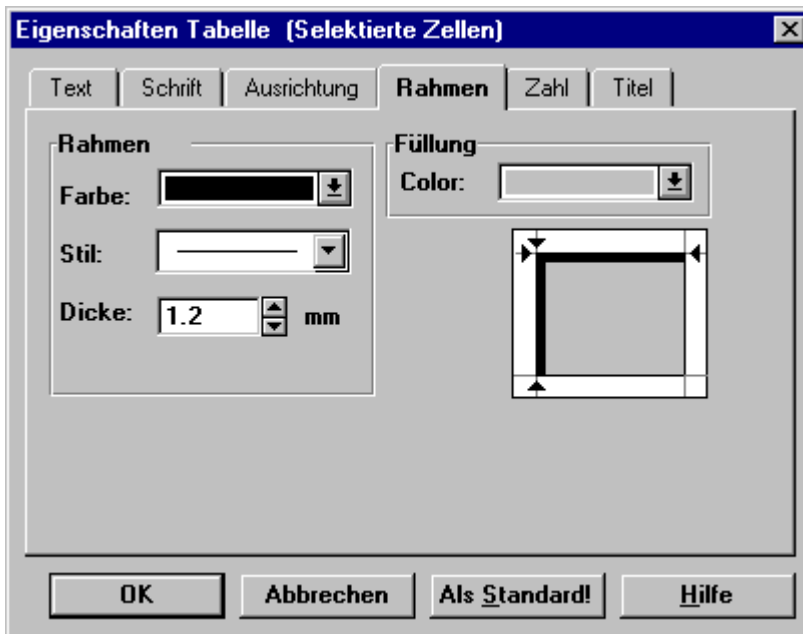 Eigenschaften Tabelle (Selektierte Zellen)
Text Schrift Ausrichtung Rahmen Zahl Titel
Rahmen
Farbe:
Stil:
Dicke: 1.2 mm
Füllung
Color:
OK Abbrechen Als Standard! Hilfe